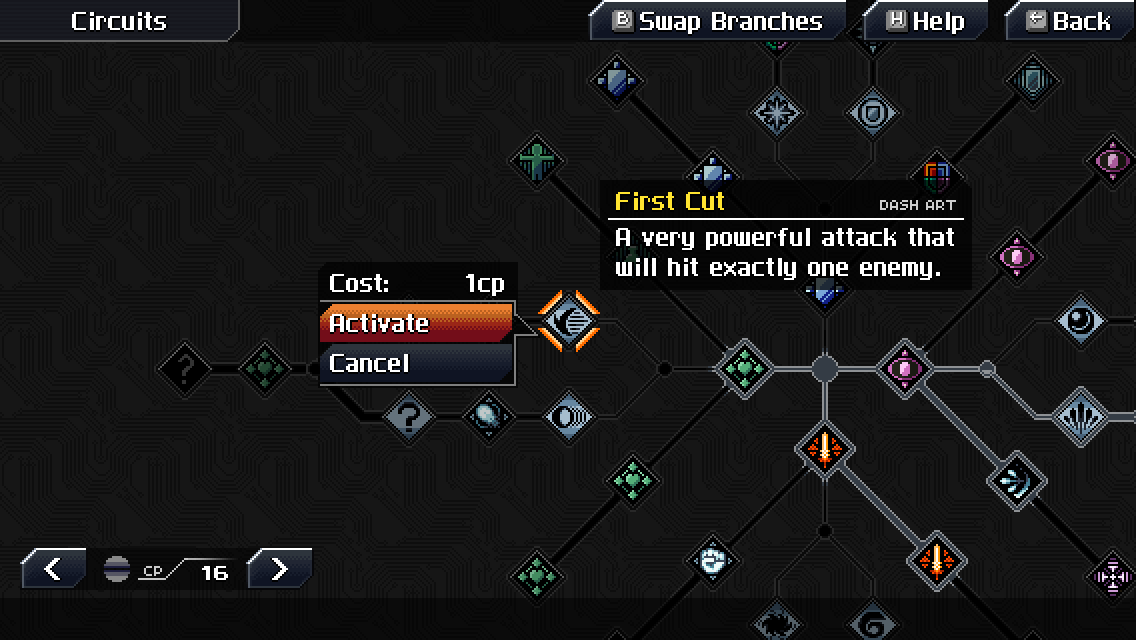 Circuits
B Swap Branches
H Help
Back
First Cut
DASH ART
A very powerful attack that
will hit exactly one enemy.
Cost: 1cp
Activate
Cancel
?
?
< CP 16 >